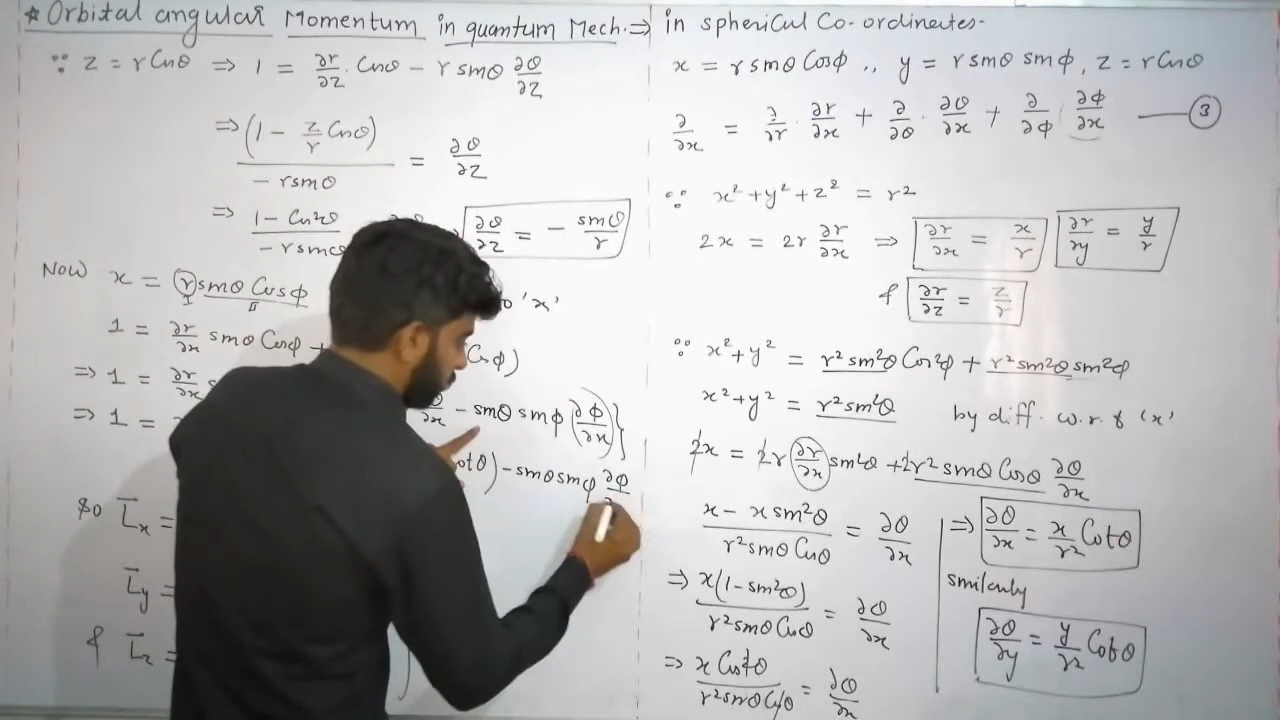 * Orbital angular Momentum in quantum Mech. ⇒ in sphericul Co-ordinates-
∵ z = r Cosθ ⇒ 1 = ∂r/∂z . Cosθ - r sinθ ∂θ/∂z
⇒ (1 - z/r Cosθ) / - r sinθ = ∂θ/∂z
⇒ 1 - Cos²θ / - r sinθ
∂θ/∂z = - sinθ/r
Now x = r sinθ Cosφ
I II
'x'
1 = ∂r/∂x sinθ Cosφ +
Cosφ)
⇒ 1 = ∂r/∂x
⇒ 1 =
∂x - sinθ sinφ (∂φ/∂x)}
otθ) - sinθ sinφ ∂φ
So L̄x =
L̄y =
& L̄z =
x = r sinθ Cosφ ,, y = r sinθ sinφ, z = r Cosθ
∂/∂x = ∂/∂r . ∂r/∂x + ∂/∂θ . ∂θ/∂x + ∂/∂φ . ∂φ/∂x — 3
∵ x² + y² + z² = r²
2x = 2r ∂r/∂x ⇒ ∂r/∂x = x/r ∂r/∂y = y/r
& ∂r/∂z = z/r
∵ x² + y² = r² sin²θ Cos²φ + r² sin²θ sin²φ
x² + y² = r² sin²θ by diff. w.r.t 'x'
2x = 2r ∂r/∂x sin²θ + 2r² sinθ Cosθ ∂θ/∂x
x - x sin²θ / r² sinθ Cosθ = ∂θ/∂x
⇒ ∂θ/∂x = x/r² Cotθ
⇒ x(1 - sin²θ) / r² sinθ Cosθ = ∂θ/∂x
similarly
∂θ/∂y = y/r² Cotθ
⇒ x Cos²θ / r² sinθ Cosθ = ∂θ/∂x